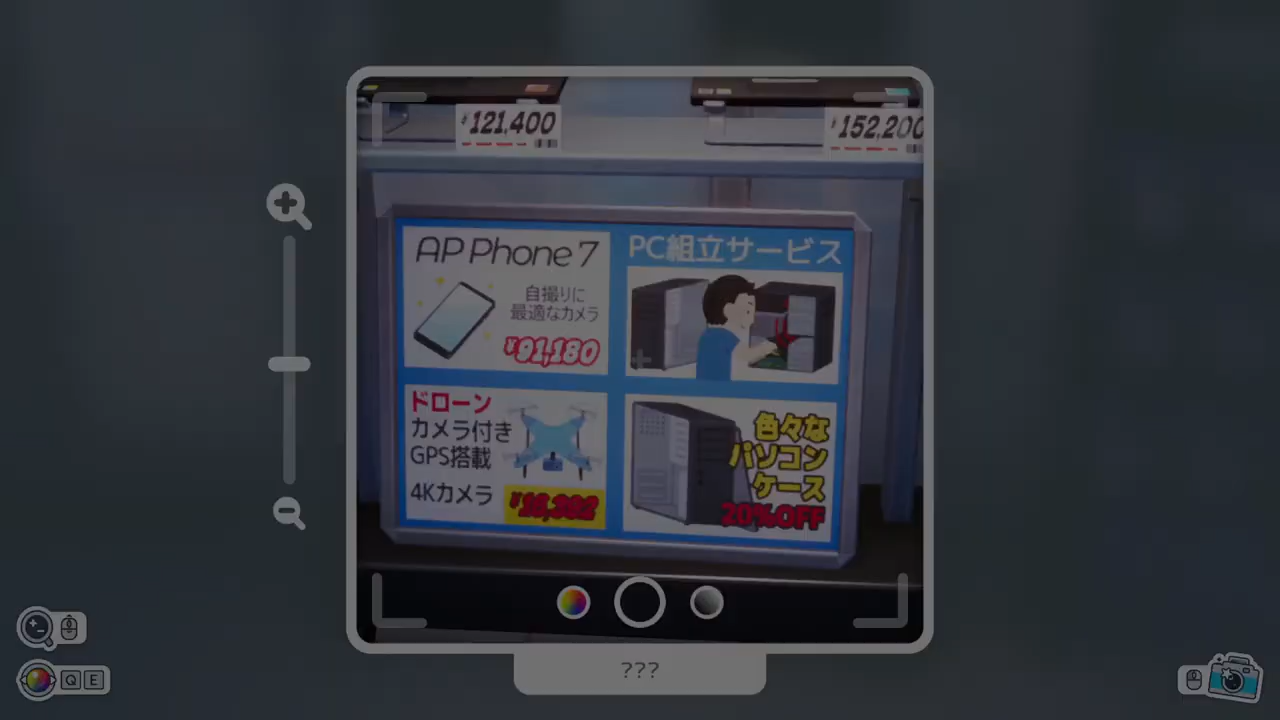 ¥121,400
¥152,200
AP Phone 7
自撮りに
最適なカメラ
¥91,180
PC組立サービス
ドローン
カメラ付き
GPS搭載
4Kカメラ
色々な
パソコン
ケース
20%OFF
???
Q E